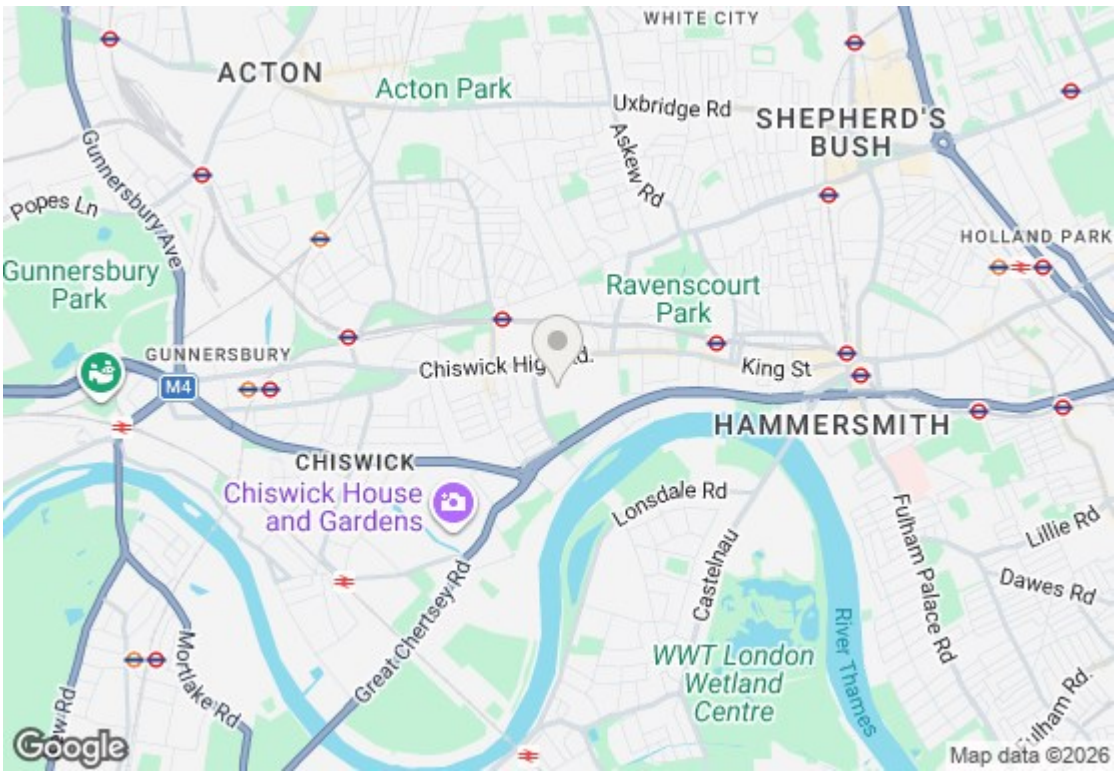 WHITE CITY
ACTON
Acton Park
Uxbridge Rd
SHEPHERD'S
BUSH
Askew Rd
Gunnersbury Ave
Popes Ln
HOLLAND PARK
Gunnersbury
Park
Ravenscourt
Park
GUNNERSBURY
Chiswick High Rd.
King St
M4
HAMMERSMITH
CHISWICK
Chiswick House
and Gardens
Lonsdale Rd
Fulham Palace Rd
Lillie Rd
Castelnau
Dawes Rd
Great Chertsey Rd
River Thames
Mortlake Rd
WWT London
Wetland
Centre
ew Rd
Fulham Rd.
Google
Map data ©2026